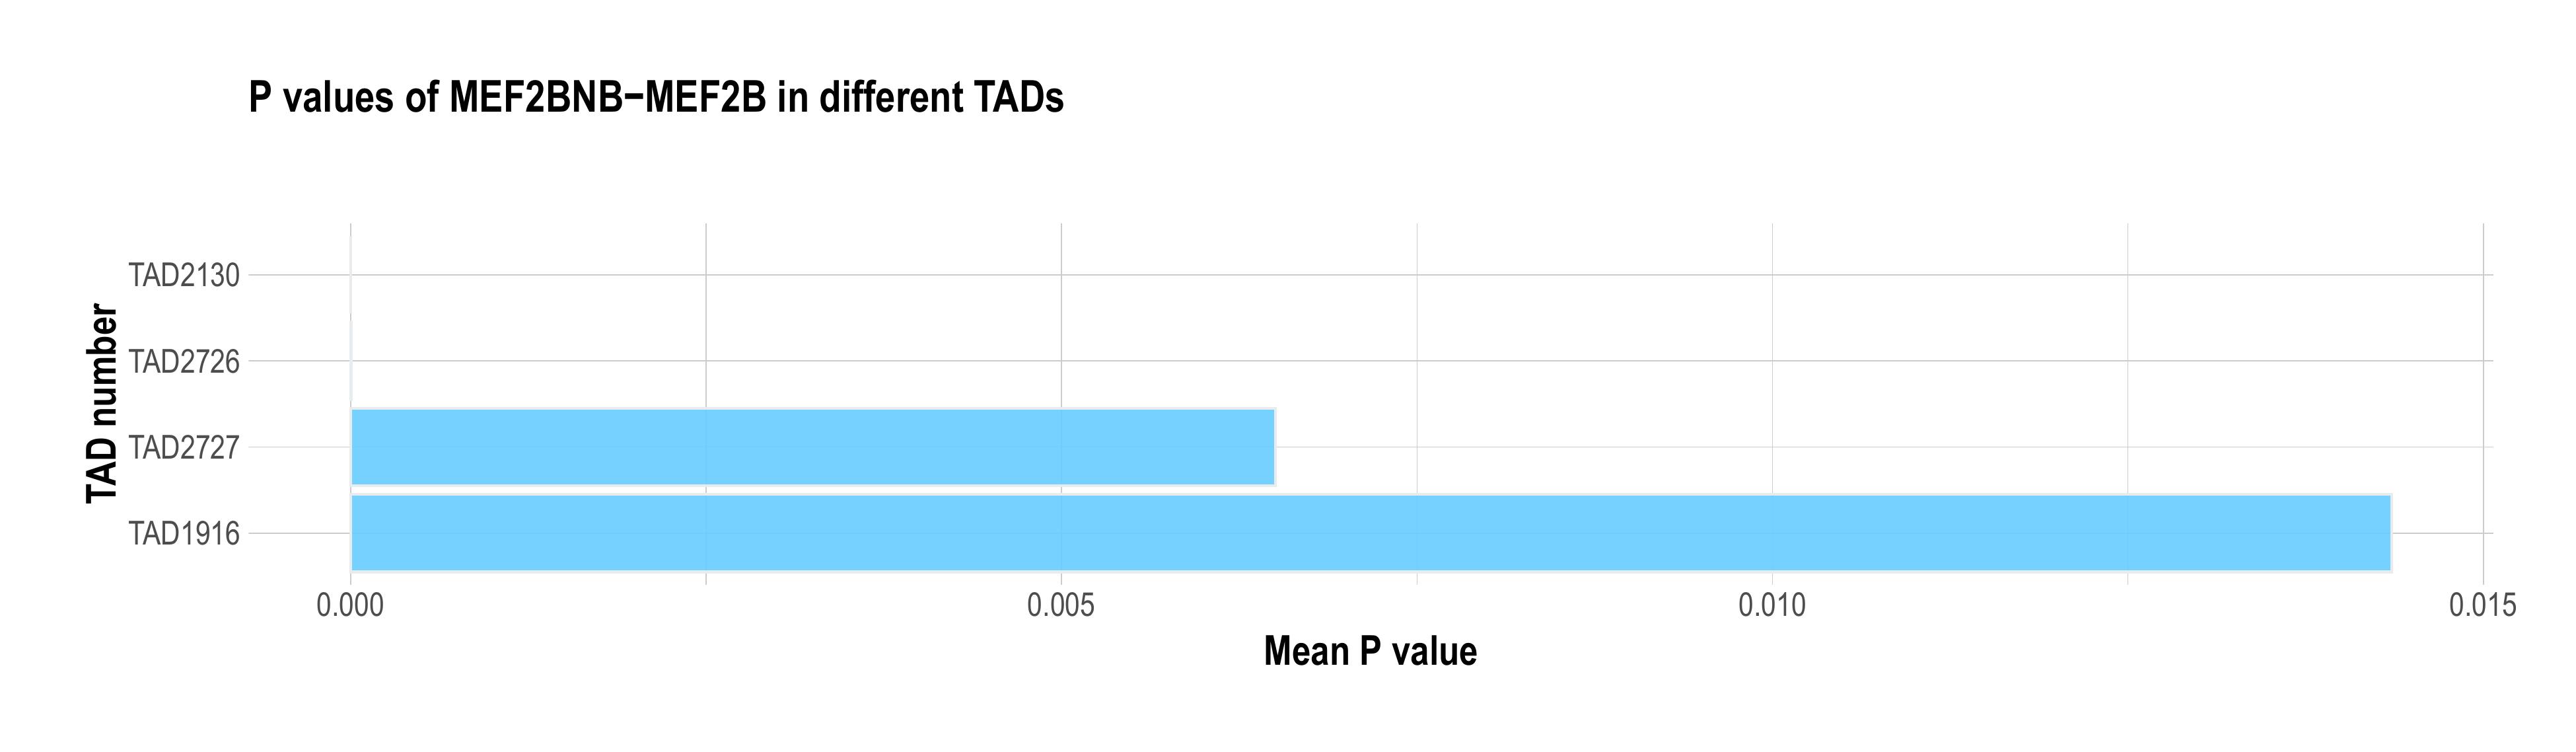 P values of MEF2BNB−MEF2B in different TADs
TAD number
TAD2130
TAD2726
TAD2727
TAD1916
0.000 0.005 0.010 0.015
Mean P value